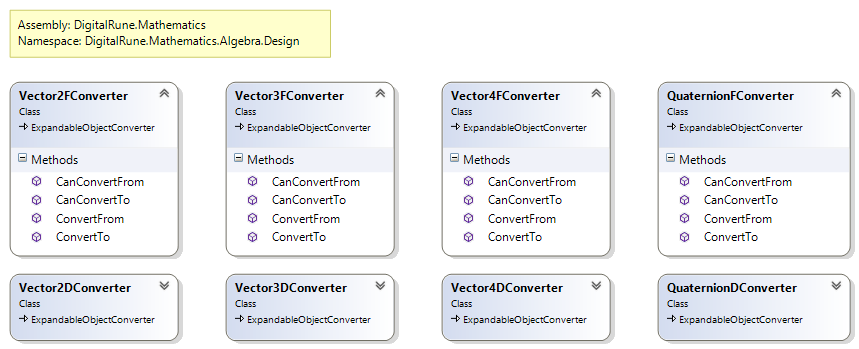 Assembly: DigitalRune.Mathematics
Namespace: DigitalRune.Mathematics.Algebra.Design
Vector2FConverter
Class
ExpandableObjectConverter
Methods
CanConvertFrom
CanConvertTo
ConvertFrom
ConvertTo
Vector3FConverter
Class
ExpandableObjectConverter
Methods
CanConvertFrom
CanConvertTo
ConvertFrom
ConvertTo
Vector4FConverter
Class
ExpandableObjectConverter
Methods
CanConvertFrom
CanConvertTo
ConvertFrom
ConvertTo
QuaternionFConverter
Class
ExpandableObjectConverter
Methods
CanConvertFrom
CanConvertTo
ConvertFrom
ConvertTo
Vector2DConverter
Class
ExpandableObjectConverter
Vector3DConverter
Class
ExpandableObjectConverter
Vector4DConverter
Class
ExpandableObjectConverter
QuaternionDConverter
Class
ExpandableObjectConverter